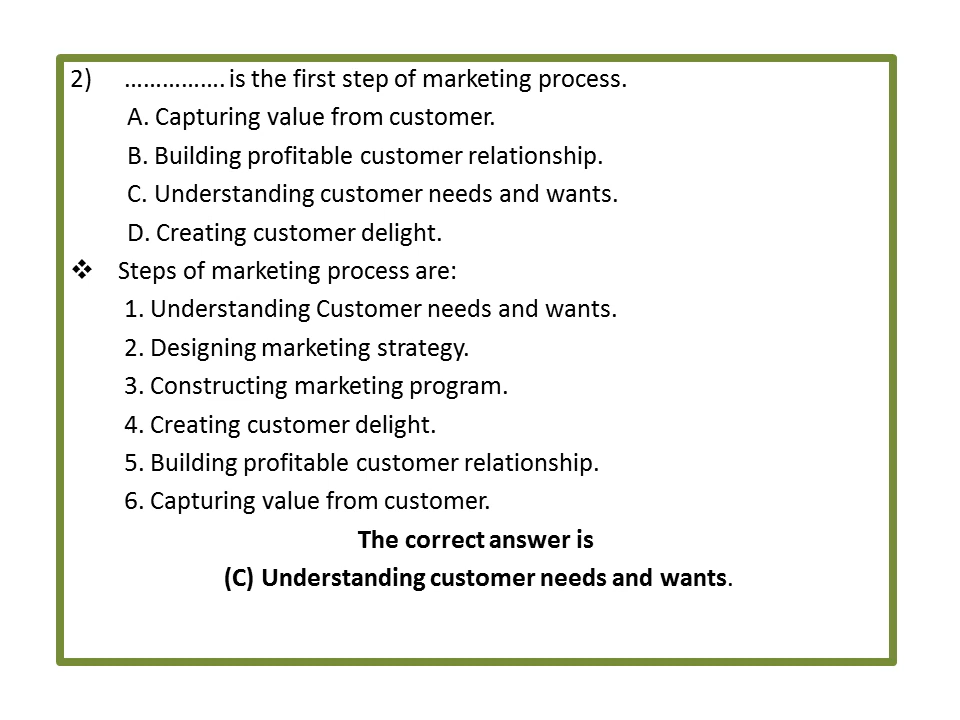 2) ................ is the first step of marketing process.
A. Capturing value from customer.
B. Building profitable customer relationship.
C. Understanding customer needs and wants.
D. Creating customer delight.
❖ Steps of marketing process are:
1. Understanding Customer needs and wants.
2. Designing marketing strategy.
3. Constructing marketing program.
4. Creating customer delight.
5. Building profitable customer relationship.
6. Capturing value from customer.
The correct answer is
(C) Understanding customer needs and wants.